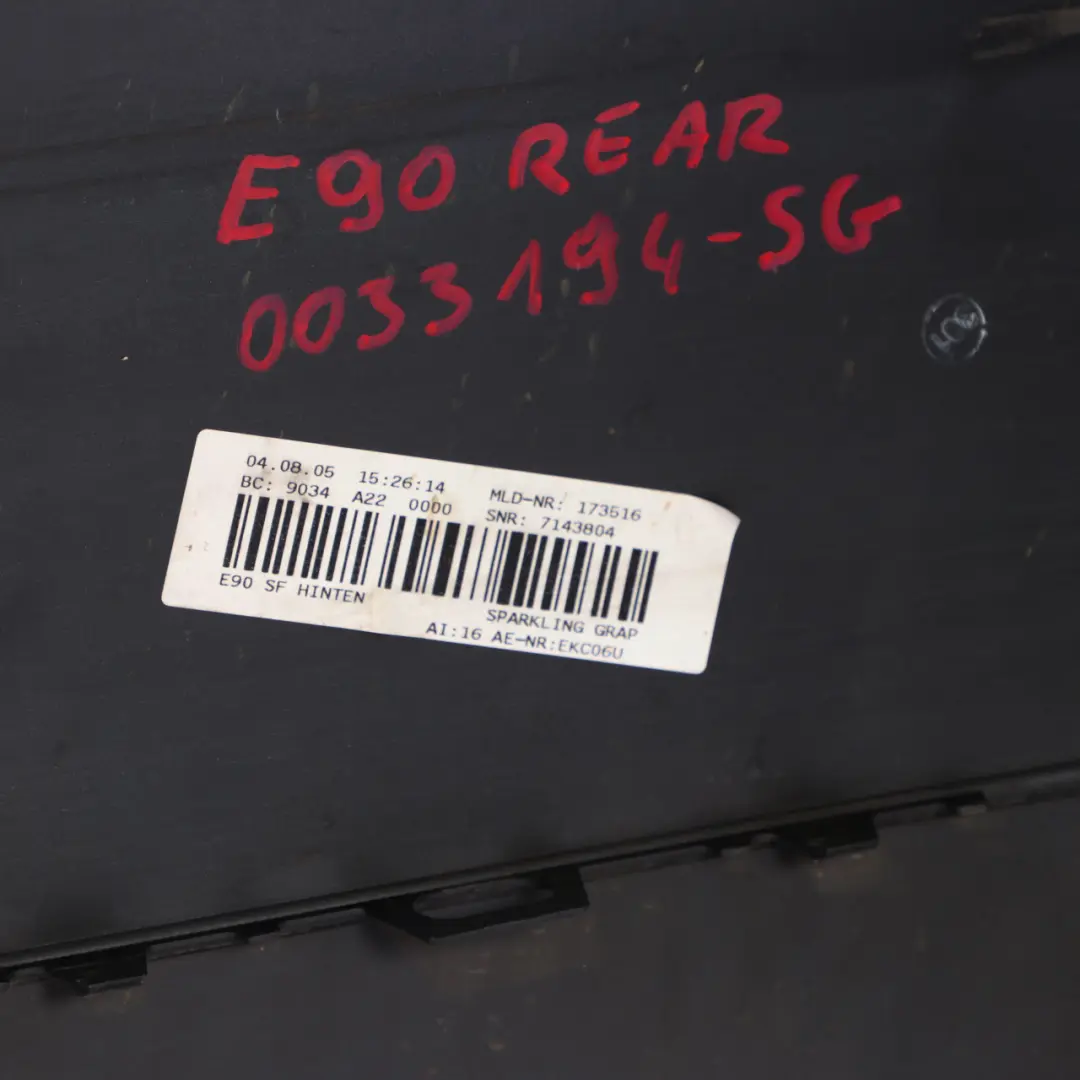 E90 REAR
0033194-SG
04.08.05 15:26:14 MLD-NR: 173516
BC: 9034 A22 0000 SNR: 7143804
E90 SF HINTEN SPARKLING GRAP
AI:16 AE-NR:EKC06U